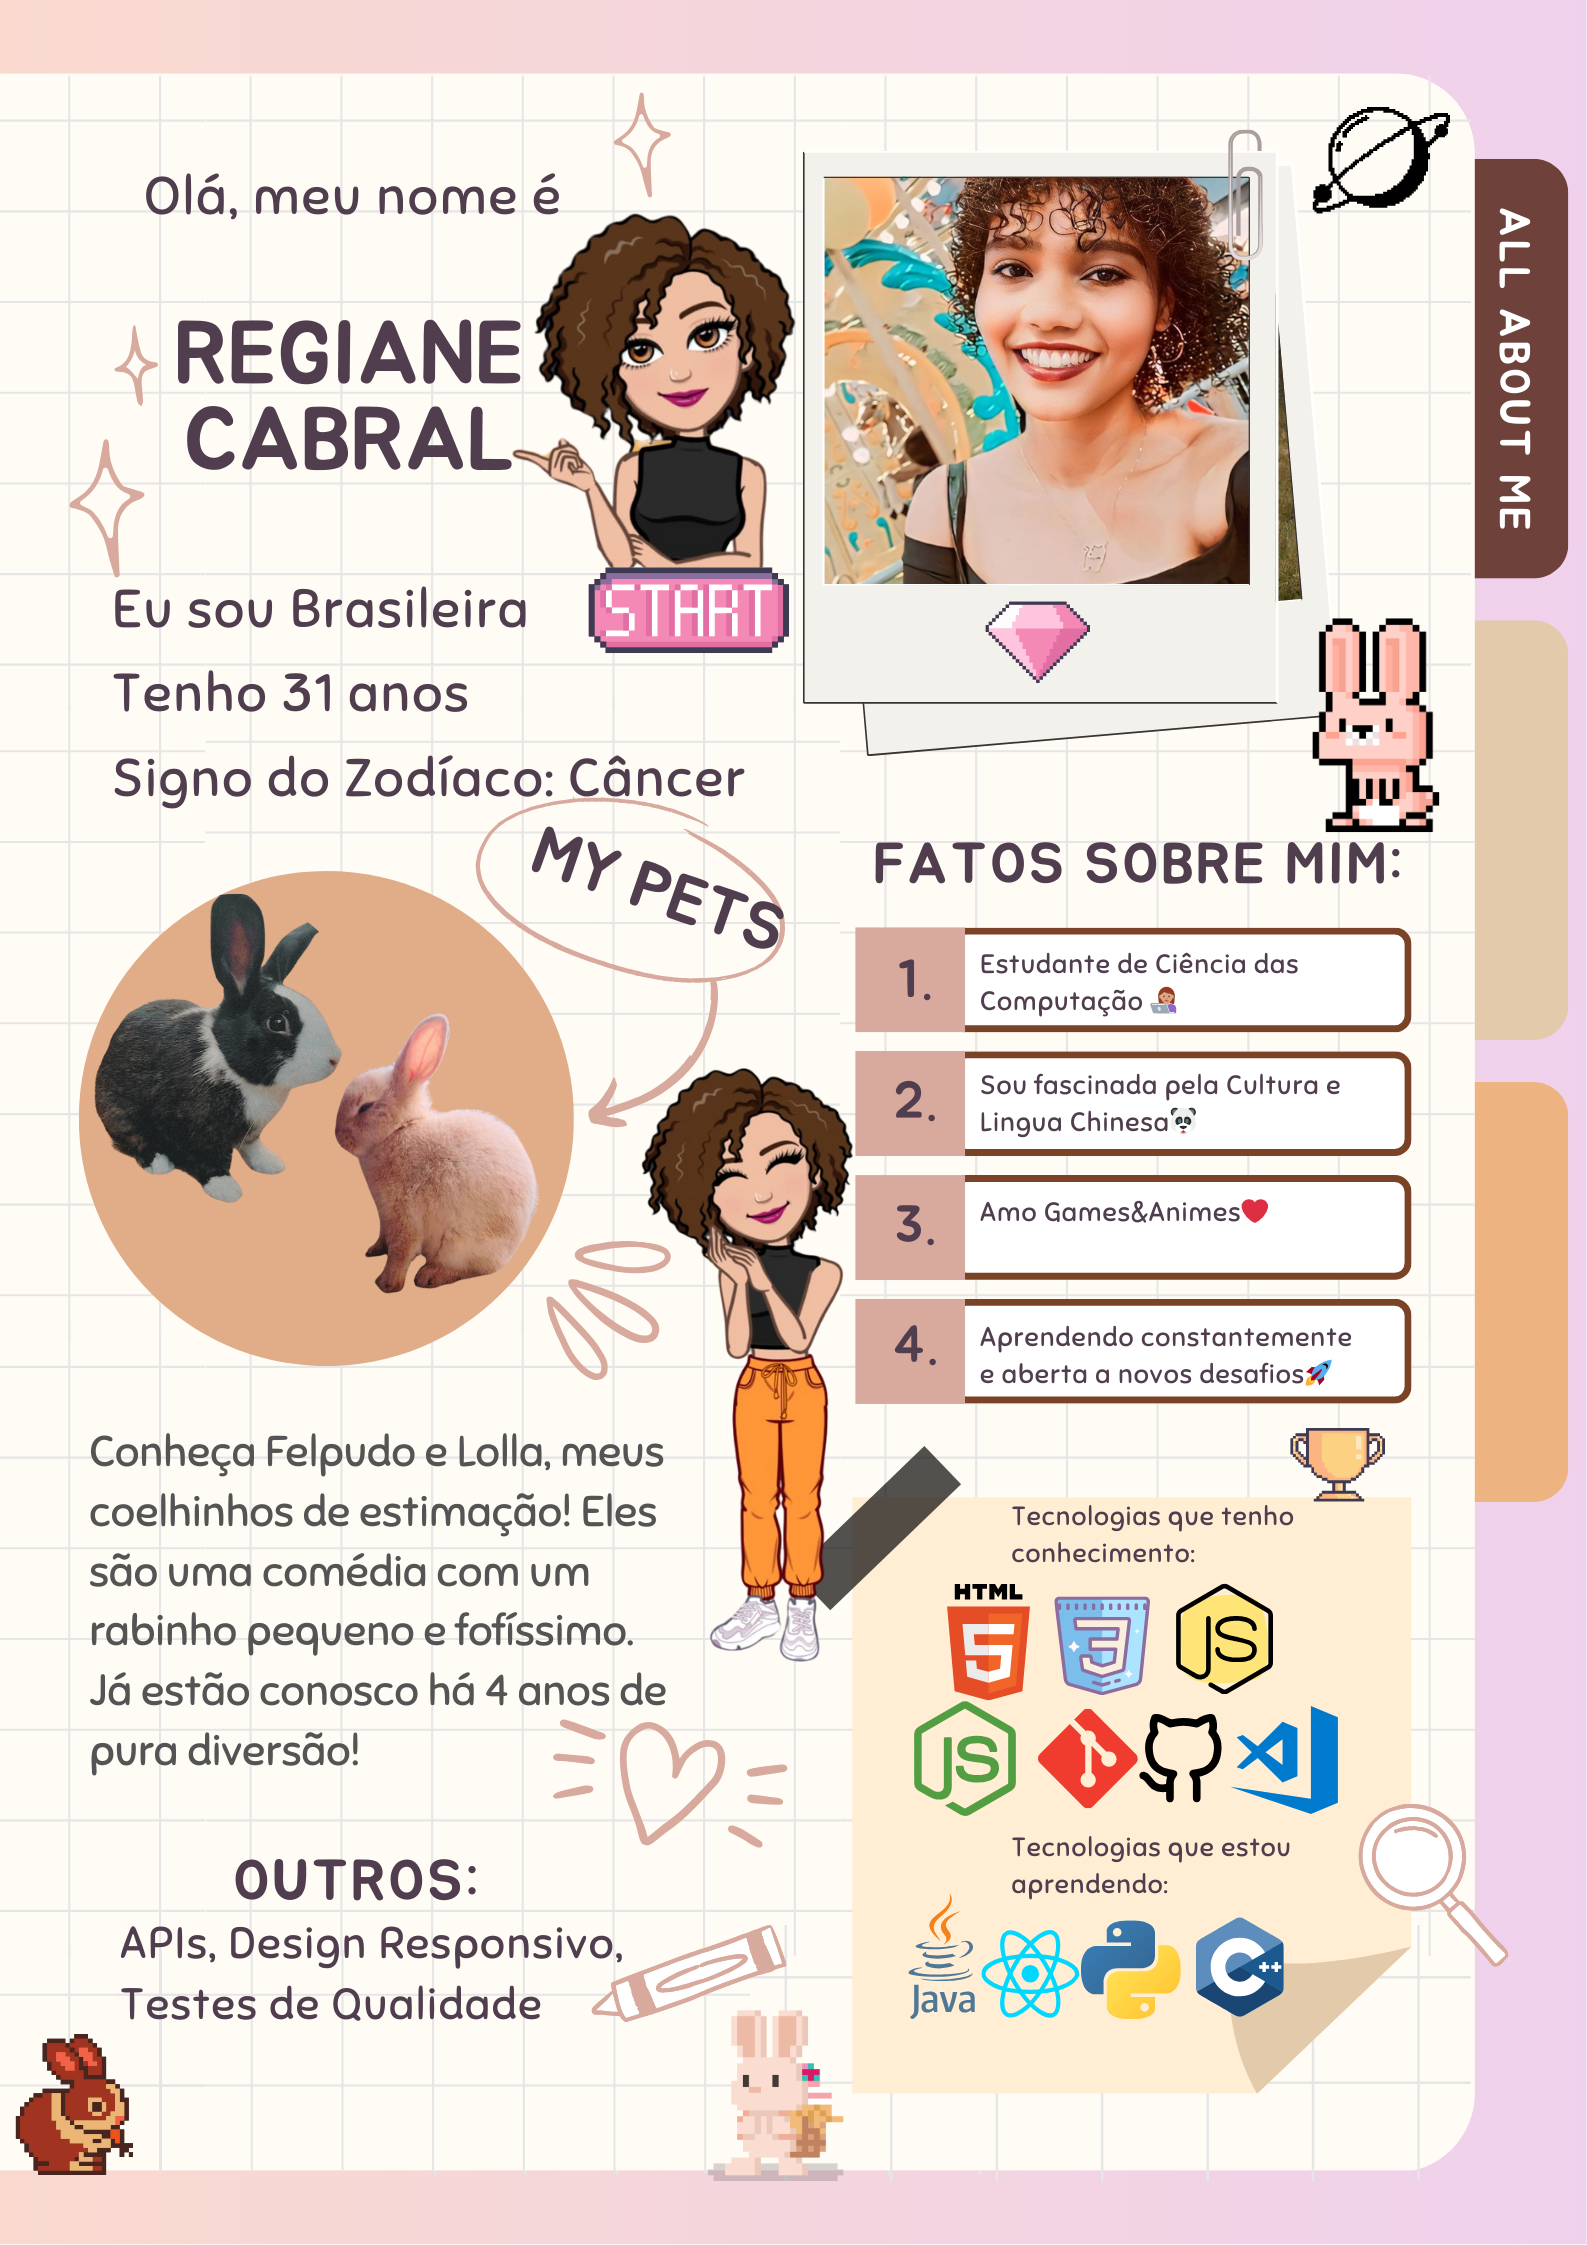 Olá, meu nome é
REGIANE
CABRAL
START
Eu sou Brasileira
Tenho 31 anos
Signo do Zodíaco: Câncer
MY PETS
Conheça Felpudo e Lolla, meus
coelhinhos de estimação! Eles
são uma comédia com um
rabinho pequeno e fofíssimo.
Já estão conosco há 4 anos de
pura diversão!
OUTROS:
APIs, Design Responsivo,
Testes de Qualidade
ALL ABOUT ME
FATOS SOBRE MIM:
1.
Estudante de Ciência das
Computação
2.
Sou fascinada pela Cultura e
Lingua Chinesa
3.
Amo Games&Animes
4.
Aprendendo constantemente
e aberta a novos desafios
Tecnologias que tenho
conhecimento:
HTML
5 3 JS
JS
Tecnologias que estou
aprendendo:
Java
C++